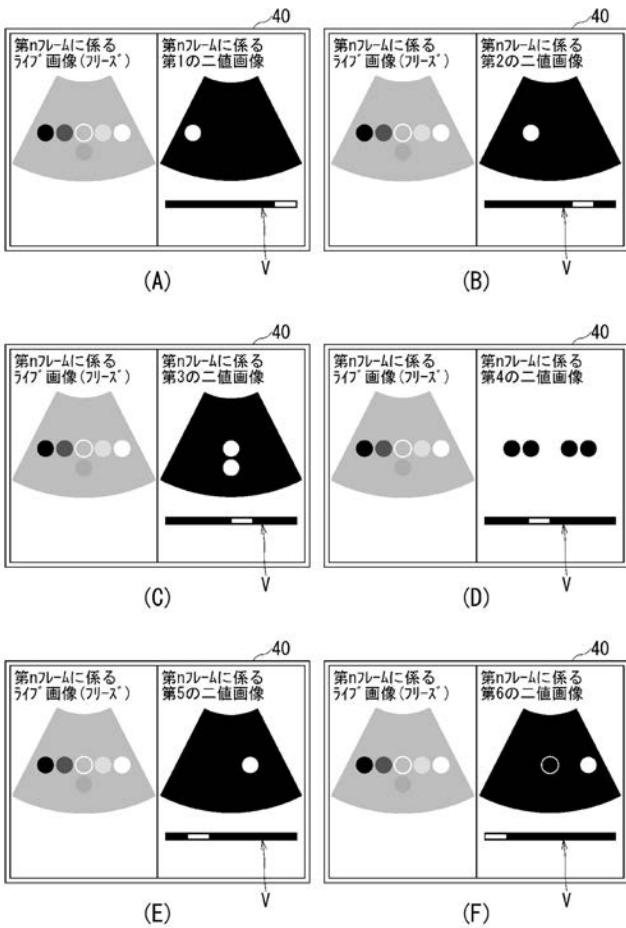 40
第nフレームに係る
ライブ画像(フリーズ)
第nフレームに係る
第1の二値画像
V
(A)
40
第nフレームに係る
ライブ画像(フリーズ)
第nフレームに係る
第2の二値画像
V
(B)
40
第nフレームに係る
ライブ画像(フリーズ)
第nフレームに係る
第3の二値画像
V
(C)
40
第nフレームに係る
ライブ画像(フリーズ)
第nフレームに係る
第4の二値画像
V
(D)
40
第nフレームに係る
ライブ画像(フリーズ)
第nフレームに係る
第5の二値画像
V
(E)
40
第nフレームに係る
ライブ画像(フリーズ)
第nフレームに係る
第6の二値画像
V
(F)